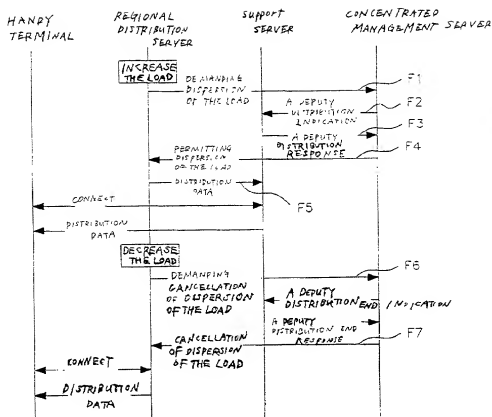 HANDY
TERMINAL
REGIONAL
DISTRIBUTION
SERVER
SUPPORT
SERVER
CONCENTRATED
MANAGEMENT SERVER
INCREASE
THE LOAD
DEMANDING
DISPERSION
OF THE LOAD
F1
A DEPUTY
DISTRIBUTION
INDICATION
F2
A DEPUTY
DISTRIBUTION
RESPONSE
F3
PERMITTING
DISPERSION
OF THE LOAD
F4
DISTRIBUTION
DATA
F5
CONNECT
DISTRIBUTION
DATA
DECREASE
THE LOAD
DEMANDING
CANCELLATION
OF DISPERSION
OF THE LOAD
F6
A DEPUTY
DISTRIBUTION END INDICATION
A DEPUTY
DISTRIBUTION END
RESPONSE
F7
CANCELLATION
OF DISPERSION
OF THE LOAD
CONNECT
DISTRIBUTION
DATA